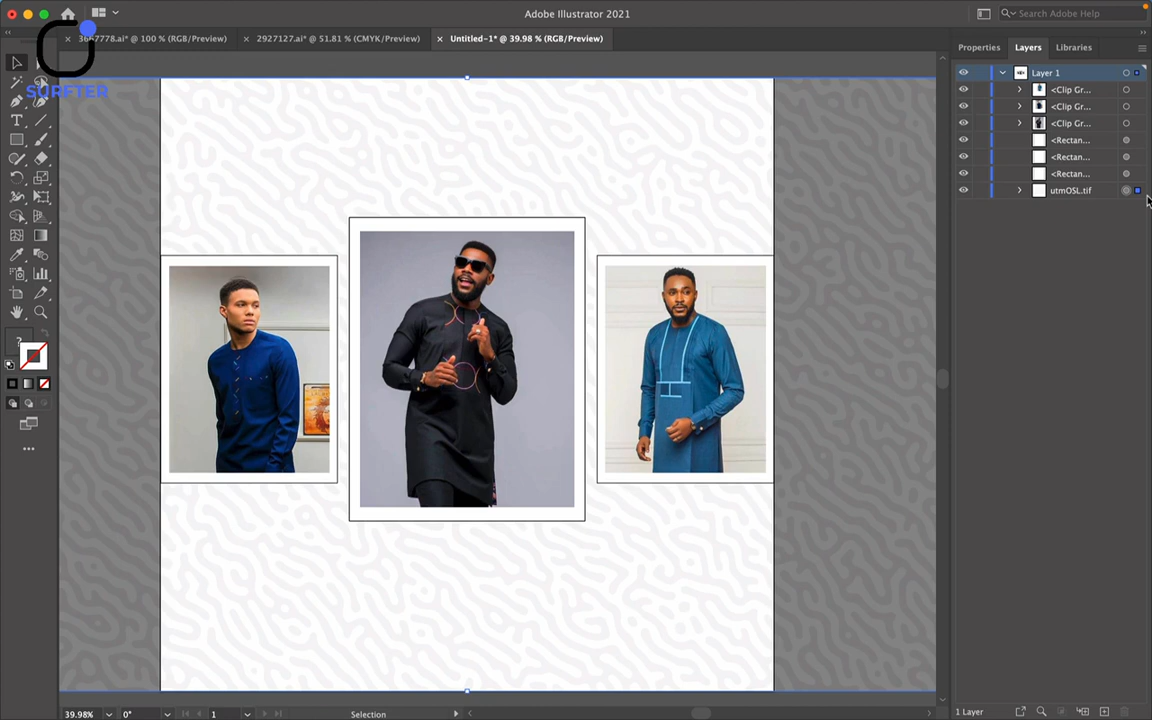 Adobe Illustrator 2021
Search Adobe Help
3667778.ai* @ 100 % (RGB/Preview)
2927127.ai* @ 51.81 % (CMYK/Preview)
Untitled-1* @ 39.98 % (RGB/Preview)
SURFTER
Properties
Layers
Libraries
Layer 1
<Clip Gr...
<Clip Gr...
<Clip Gr...
<Rectan...
<Rectan...
<Rectan...
utmOSL.tif
39.98%
0°
1
Selection
1 Layer